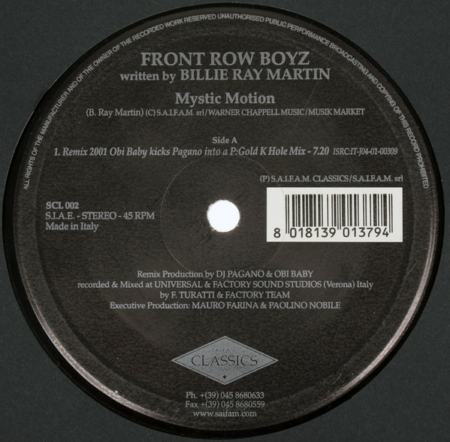 ALL RIGHTS OF THE MANUFACTURER AND OF THE OWNER OF THE RECORDED WORK RESERVED UNAUTHORISED PUBLIC PERFORMANCE BROADCASTING AND COPYING OF THE RECORD PROHIBITED
FRONT ROW BOYZ
written by BILLIE RAY MARTIN
Mystic Motion
(B. Ray Martin) (C) S.A.I.F.A.M. srl/WARNER CHAPPELL MUSIC/MUSIK MARKET
Side A
1. Remix 2001 Obi Baby kicks Pagano into a P:Gold K Hole Mix - 7.20 ISRC:IT-J04-01-00309
(P) S.A.I.F.A.M. CLASSICS/S.A.I.F.A.M. srl
SCL 002
S.I.A.E. - STEREO - 45 RPM
Made in Italy
8 018139 013794
Remix Production by DJ PAGANO & OBI BABY
recorded & Mixed at UNIVERSAL & FACTORY SOUND STUDIOS (Verona) Italy
by F. TURATTI & FACTORY TEAM
Executive Production: MAURO FARINA & PAOLINO NOBILE
CLASSICS
Ph. +(39) 045 8680633
Fax +(39) 045 8680559
www.saifam.com